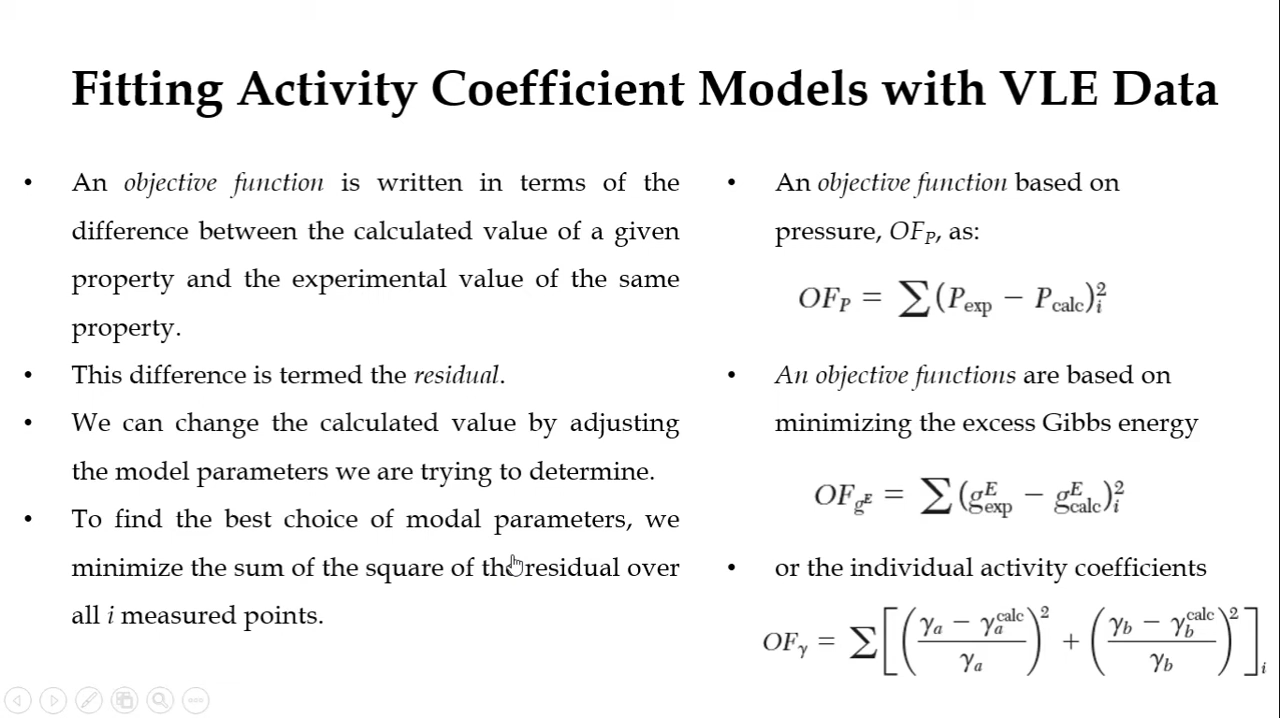 Fitting Activity Coefficient Models with VLE Data
• An objective function is written in terms of the
difference between the calculated value of a given
property and the experimental value of the same
property.
• This difference is termed the residual.
• We can change the calculated value by adjusting
the model parameters we are trying to determine.
• To find the best choice of modal parameters, we
minimize the sum of the square of the residual over
all i measured points.
• An objective function based on
pressure, OF_P, as:
OF_P = ∑(P_exp − P_calc)_i^2
• An objective functions are based on
minimizing the excess Gibbs energy
OF_{g^E} = ∑(g^E_exp − g^E_calc)_i^2
• or the individual activity coefficients
OF_γ = ∑[((γ_a − γ_a^calc)/γ_a)^2 + ((γ_b − γ_b^calc)/γ_b)^2]_i